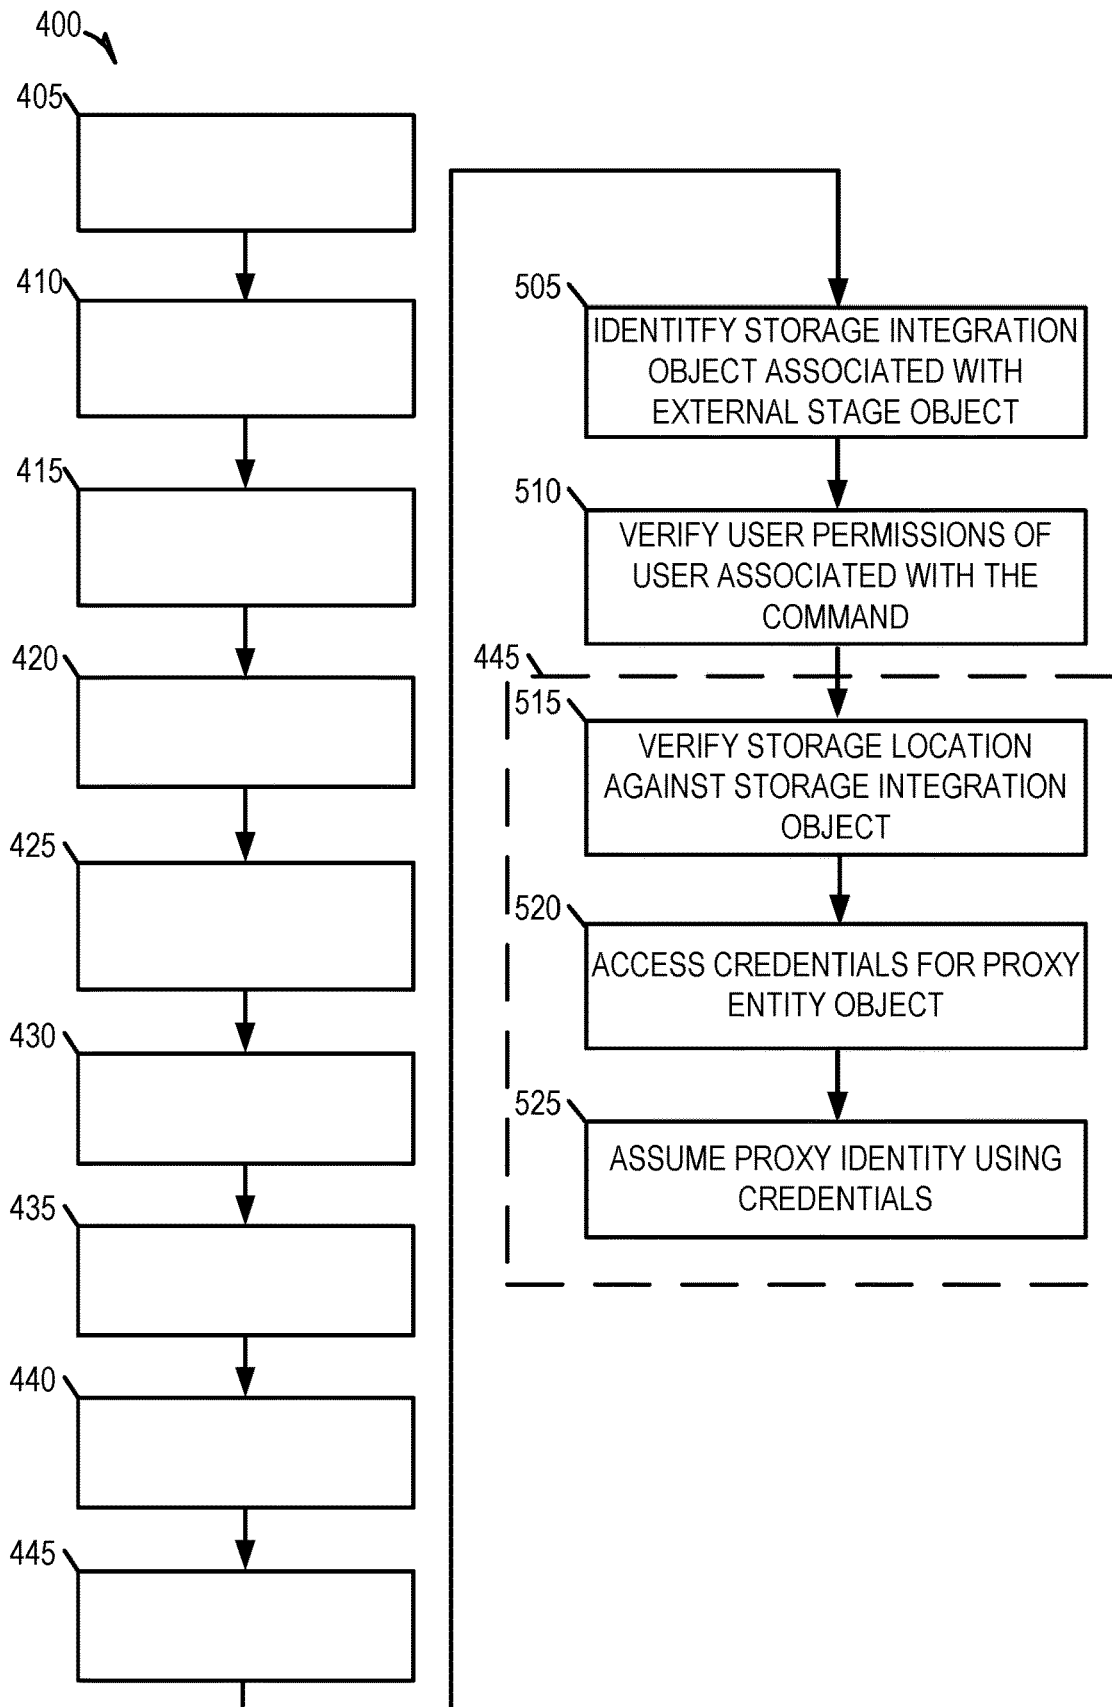 400
405
410
415
420
425
430
435
440
445
505
IDENTITFY STORAGE INTEGRATION
OBJECT ASSOCIATED WITH
EXTERNAL STAGE OBJECT
510
VERIFY USER PERMISSIONS OF
USER ASSOCIATED WITH THE
COMMAND
445
515
VERIFY STORAGE LOCATION
AGAINST STORAGE INTEGRATION
OBJECT
520
ACCESS CREDENTIALS FOR PROXY
ENTITY OBJECT
525
ASSUME PROXY IDENTITY USING
CREDENTIALS